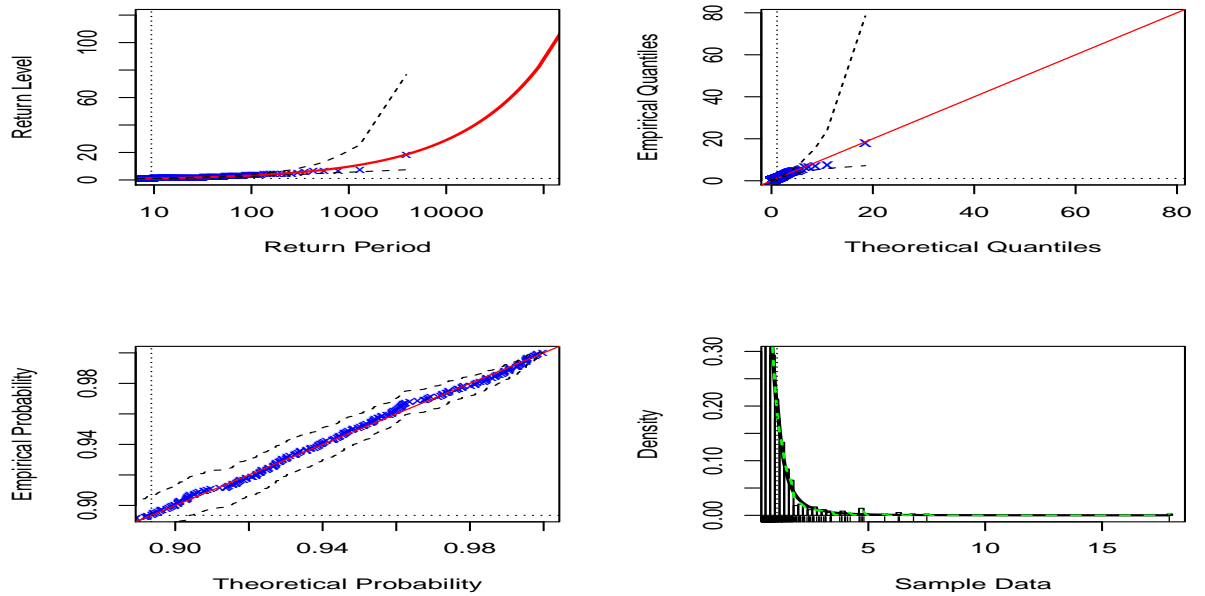 Return Level
0 20 60 100
10 100 1000 10000
Return Period
Empirical Quantiles
0 20 40 60 80
0 20 40 60 80
Theoretical Quantiles
Empirical Probability
0.90 0.94 0.98
0.90 0.94 0.98
Theoretical Probability
Density
0.00 0.10 0.20 0.30
5 10 15
Sample Data